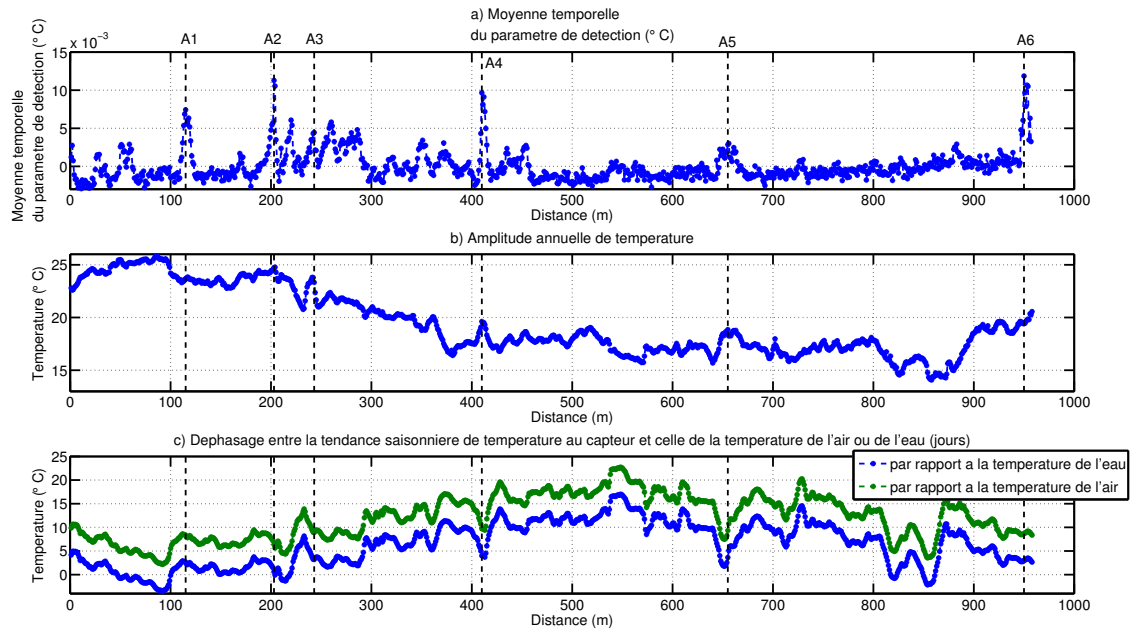 a) Moyenne temporelle
du parametre de detection (° C)
x 10⁻³
A1
A2
A3
A4
A5
A6
Moyenne temporelle
du parametre de detection (° C)
15
10
5
0
0 100 200 300 400 500 600 700 800 900 1000
Distance (m)
b) Amplitude annuelle de temperature
Temperature (° C)
25
20
15
0 100 200 300 400 500 600 700 800 900 1000
Distance (m)
c) Dephasage entre la tendance saisonniere de temperature au capteur et celle de la temperature de l'air ou de l'eau (jours)
Temperature (° C)
25
20
15
10
5
0
par rapport a la temperature de l'eau
par rapport a la temperature de l'air
0 100 200 300 400 500 600 700 800 900 1000
Distance (m)